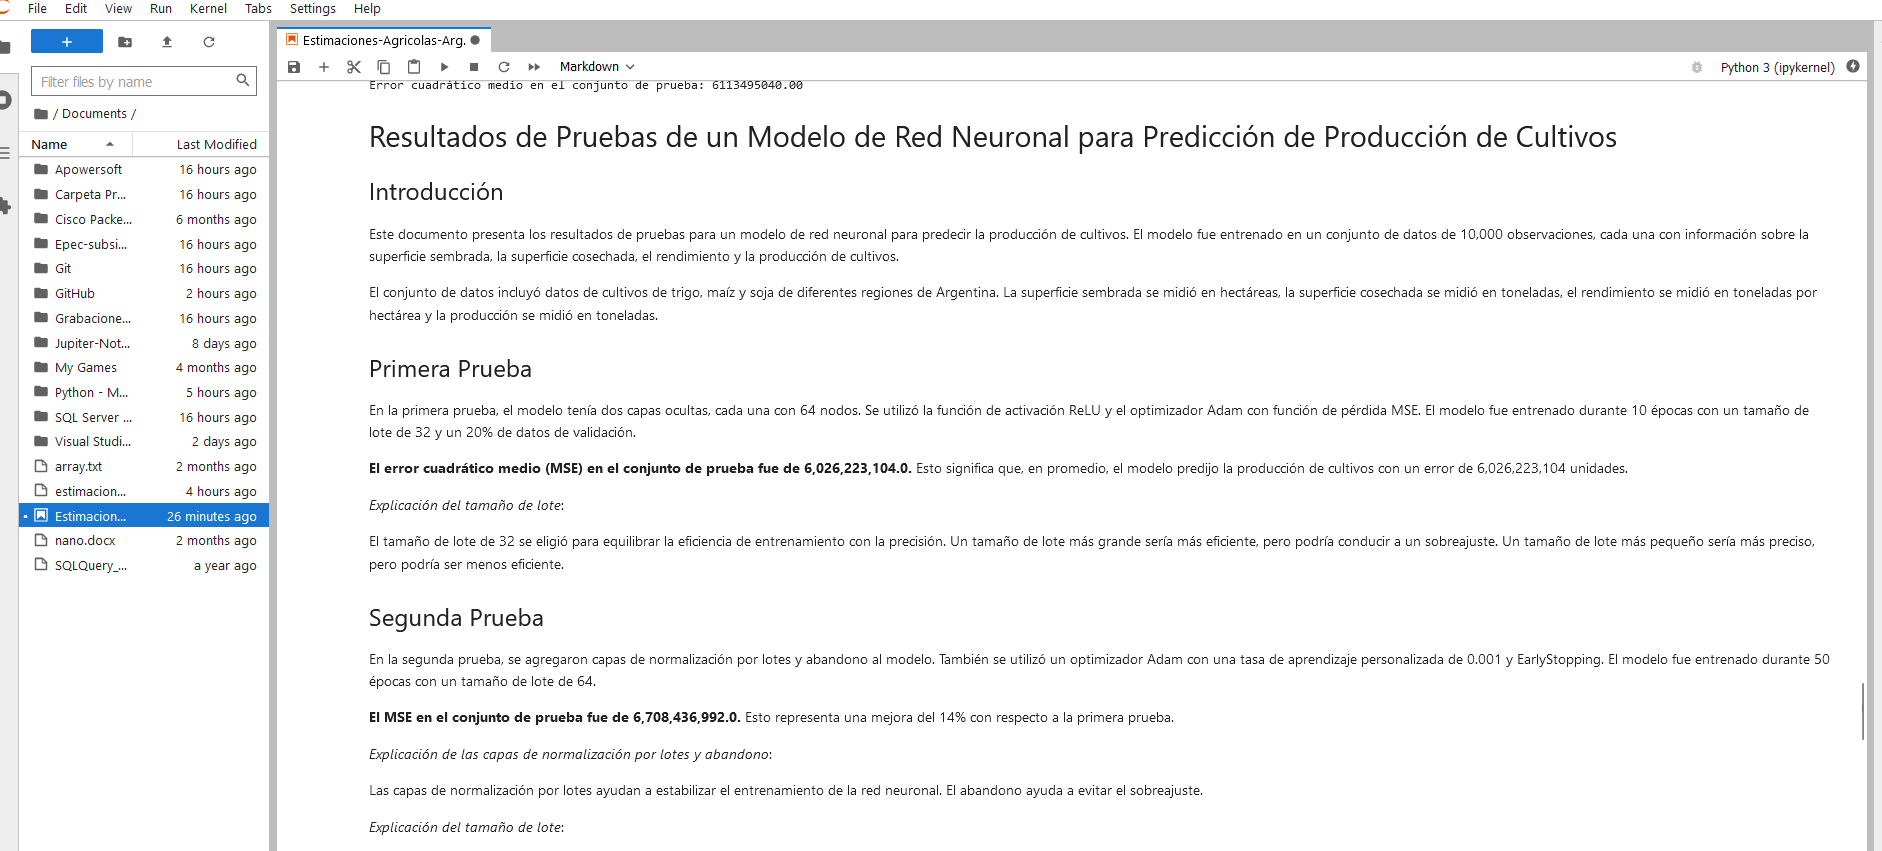 File Edit View Run Kernel Tabs Settings Help
+
Filter files by name
/ Documents /
Name Last Modified
Apowersoft 16 hours ago
Carpeta Pr... 16 hours ago
Cisco Packe... 6 months ago
Epec-subsi... 16 hours ago
Git 16 hours ago
GitHub 2 hours ago
Grabacione... 16 hours ago
Jupiter-Not... 8 days ago
My Games 4 months ago
Python - M... 5 hours ago
SQL Server ... 16 hours ago
Visual Studi... 2 days ago
array.txt 2 months ago
estimacion... 4 hours ago
Estimacion... 26 minutes ago
nano.docx 2 months ago
SQLQuery_... a year ago
Estimaciones-Agricolas-Arg.
Markdown
Python 3 (ipykernel)
Error cuadrático medio en el conjunto de prueba: 6113495040.00
Resultados de Pruebas de un Modelo de Red Neuronal para Predicción de Producción de Cultivos
Introducción
Este documento presenta los resultados de pruebas para un modelo de red neuronal para predecir la producción de cultivos. El modelo fue entrenado en un conjunto de datos de 10,000 observaciones, cada una con información sobre la
superficie sembrada, la superficie cosechada, el rendimiento y la producción de cultivos.
El conjunto de datos incluyó datos de cultivos de trigo, maíz y soja de diferentes regiones de Argentina. La superficie sembrada se midió en hectáreas, la superficie cosechada se midió en toneladas, el rendimiento se midió en toneladas por
hectárea y la producción se midió en toneladas.
Primera Prueba
En la primera prueba, el modelo tenía dos capas ocultas, cada una con 64 nodos. Se utilizó la función de activación ReLU y el optimizador Adam con función de pérdida MSE. El modelo fue entrenado durante 10 épocas con un tamaño de
lote de 32 y un 20% de datos de validación.
El error cuadrático medio (MSE) en el conjunto de prueba fue de 6,026,223,104.0. Esto significa que, en promedio, el modelo predijo la producción de cultivos con un error de 6,026,223,104 unidades.
Explicación del tamaño de lote:
El tamaño de lote de 32 se eligió para equilibrar la eficiencia de entrenamiento con la precisión. Un tamaño de lote más grande sería más eficiente, pero podría conducir a un sobreajuste. Un tamaño de lote más pequeño sería más preciso,
pero podría ser menos eficiente.
Segunda Prueba
En la segunda prueba, se agregaron capas de normalización por lotes y abandono al modelo. También se utilizó un optimizador Adam con una tasa de aprendizaje personalizada de 0.001 y EarlyStopping. El modelo fue entrenado durante 50
épocas con un tamaño de lote de 64.
El MSE en el conjunto de prueba fue de 6,708,436,992.0. Esto representa una mejora del 14% con respecto a la primera prueba.
Explicación de las capas de normalización por lotes y abandono:
Las capas de normalización por lotes ayudan a estabilizar el entrenamiento de la red neuronal. El abandono ayuda a evitar el sobreajuste.
Explicación del tamaño de lote: